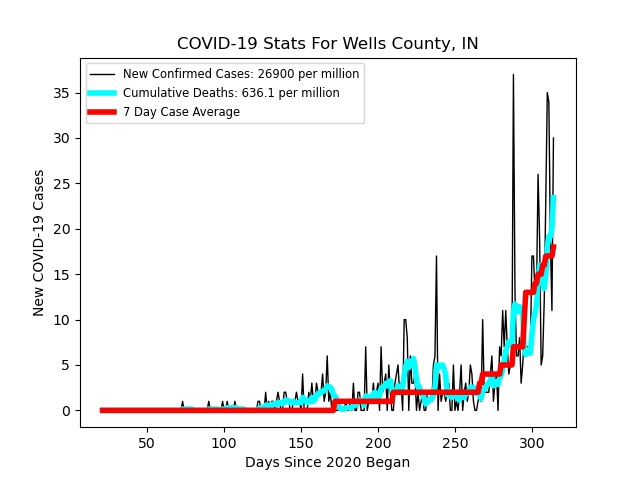 COVID-19 Stats For Wells County, IN
New Confirmed Cases: 26900 per million
Cumulative Deaths: 636.1 per million
7 Day Case Average
New COVID-19 Cases
35
30
25
20
15
10
5
0
50 100 150 200 250 300
Days Since 2020 Began